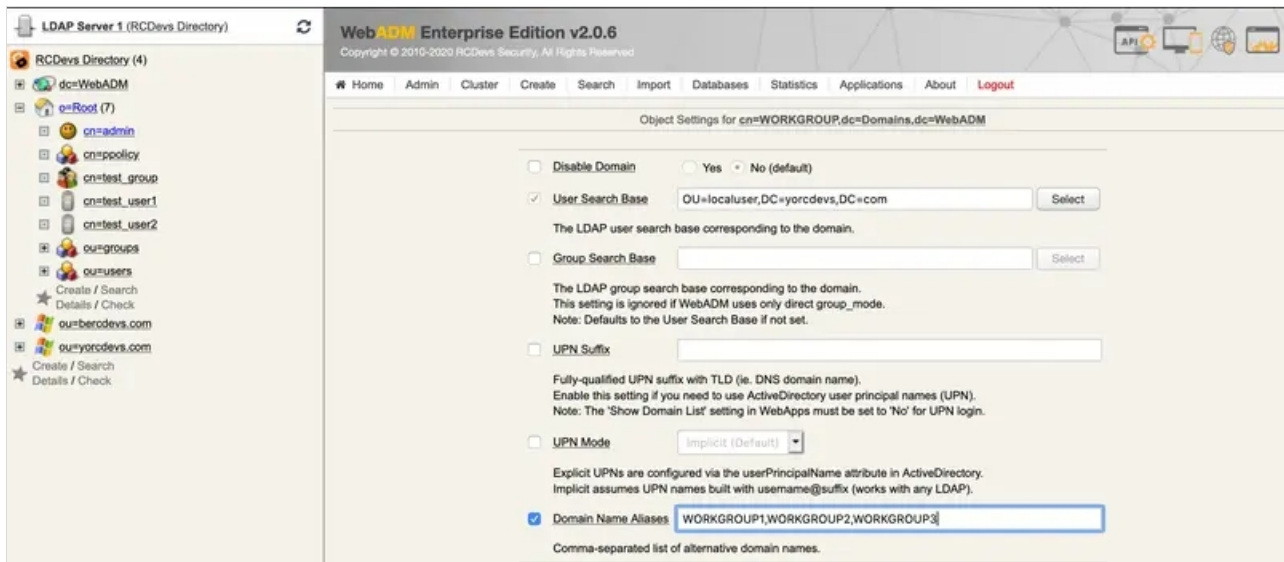 LDAP Server 1 (RCDevs Directory)
RCDevs Directory (4)
dc=WebADM
o=Root (7)
cn=admin
cn=ppolicy
cn=test_group
cn=test_user1
cn=test_user2
ou=groups
ou=users
Create / Search
Details / Check
ou=bercdevs.com
ou=yorcdevs.com
Create / Search
Details / Check
WebADM Enterprise Edition v2.0.6
Copyright © 2010-2020 RCDevs Security, All Rights Reserved
API
Home Admin Cluster Create Search Import Databases Statistics Applications About Logout
Object Settings for cn=WORKGROUP,dc=Domains,dc=WebADM
Disable Domain Yes No (default)
User Search Base OU=localuser,DC=yorcdevs,DC=com Select
The LDAP user search base corresponding to the domain.
Group Search Base Select
The LDAP group search base corresponding to the domain.
This setting is ignored if WebADM uses only direct group_mode.
Note: Defaults to the User Search Base if not set.
UPN Suffix
Fully-qualified UPN suffix with TLD (ie. DNS domain name).
Enable this setting if you need to use ActiveDirectory user principal names (UPN).
Note: The 'Show Domain List' setting in WebApps must be set to 'No' for UPN login.
UPN Mode Implicit (Default)
Explicit UPNs are configured via the userPrincipalName attribute in ActiveDirectory.
Implicit assumes UPN names built with username@suffix (works with any LDAP).
Domain Name Aliases WORKGROUP1,WORKGROUP2,WORKGROUP3
Comma-separated list of alternative domain names.